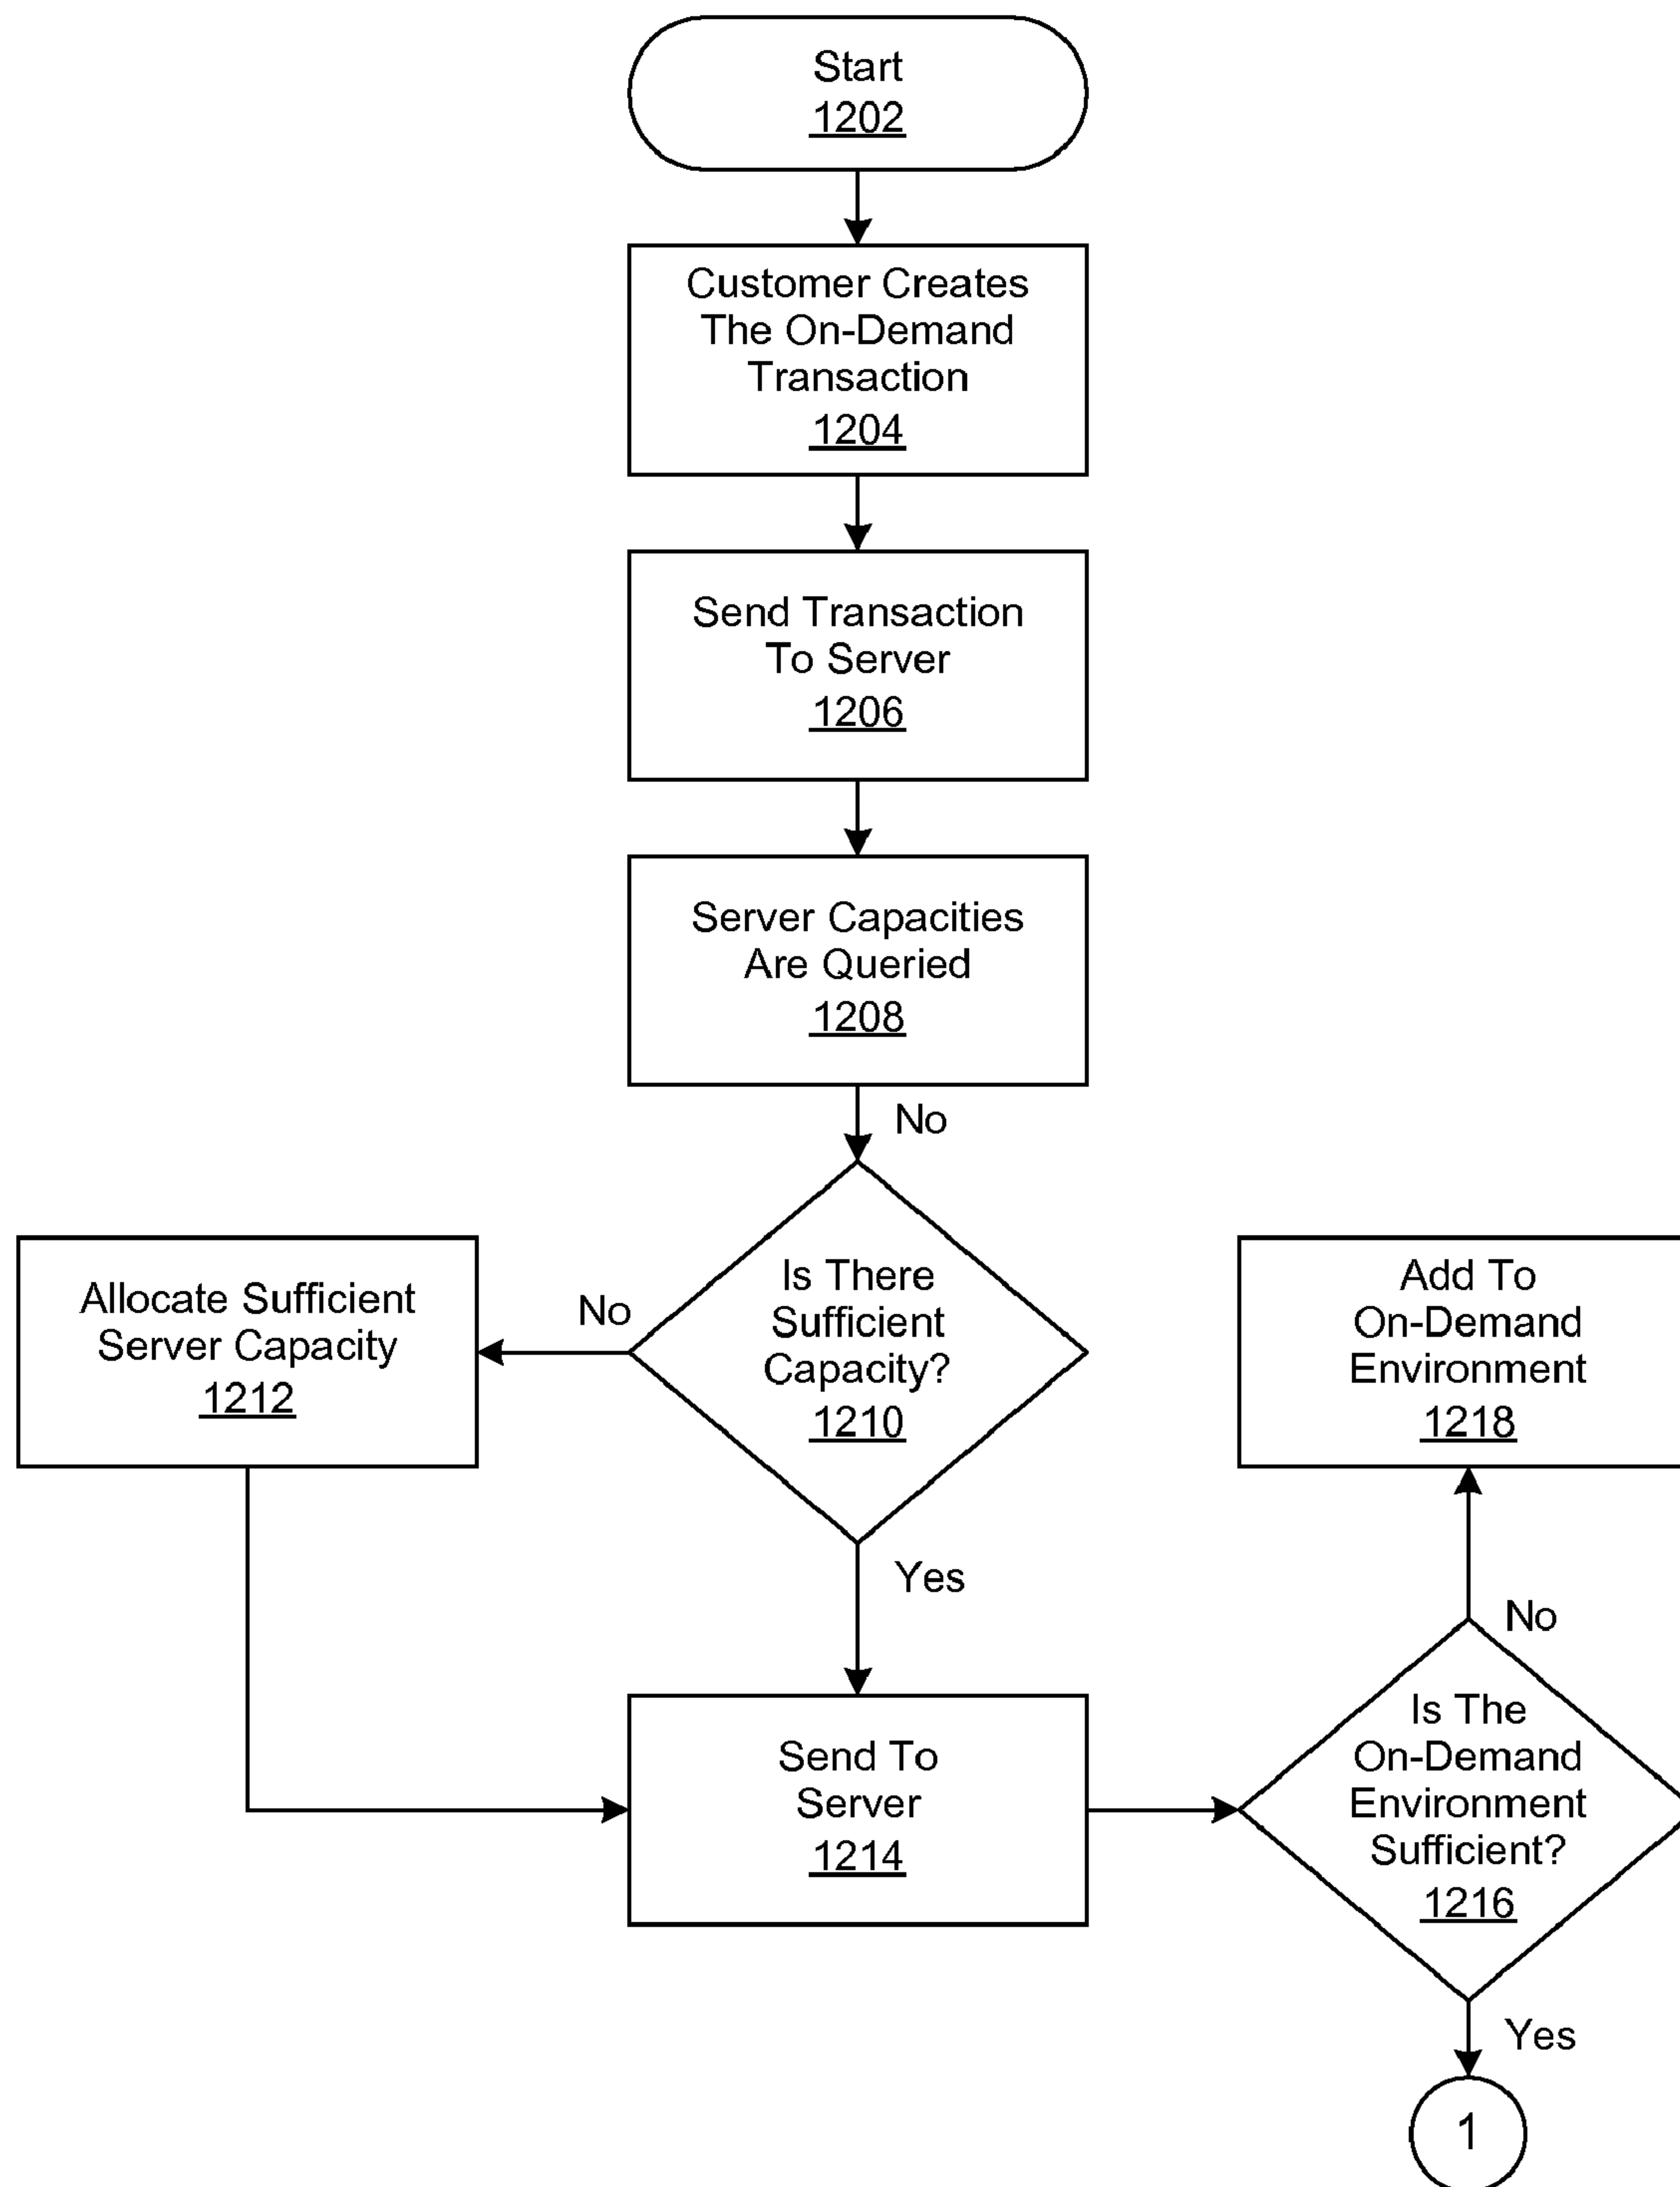 Start
1202
Customer Creates
The On-Demand
Transaction
1204
Send Transaction
To Server
1206
Server Capacities
Are Queried
1208
No
Is There
Sufficient
Capacity?
1210
No
Allocate Sufficient
Server Capacity
1212
Yes
Send To
Server
1214
Add To
On-Demand
Environment
1218
No
Is The
On-Demand
Environment
Sufficient?
1216
Yes
1